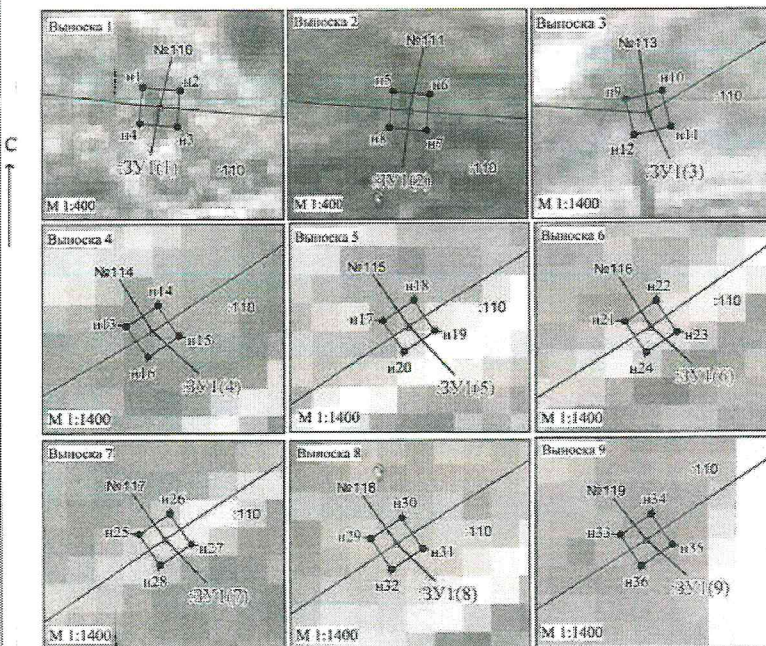 С
Выноска 1
№110
н1
н2
н4
н3
:ЗУ1(1)
:110
М 1:400
Выноска 2
№111
н5
н6
н8
н7
:ЗУ1(2)
:110
М 1:400
Выноска 3
№113
н9
н10
:110
н12
н11
:ЗУ1(3)
М 1:1400
Выноска 4
№114
н14
:110
н13
н15
н16
:ЗУ1(4)
М 1:1400
Выноска 5
№115
н18
:110
н17
н19
н20
:ЗУ1(5)
М 1:1400
Выноска 6
№116
н22
:110
н21
н23
н24
:ЗУ1(6)
М 1:1400
Выноска 7
№117
н26
:110
н25
н27
н28
:ЗУ1(7)
М 1:1400
Выноска 8
№118
н30
:110
н29
н31
н32
:ЗУ1(8)
М 1:1400
Выноска 9
№119
н34
:110
н33
н35
н36
:ЗУ1(9)
М 1:1400